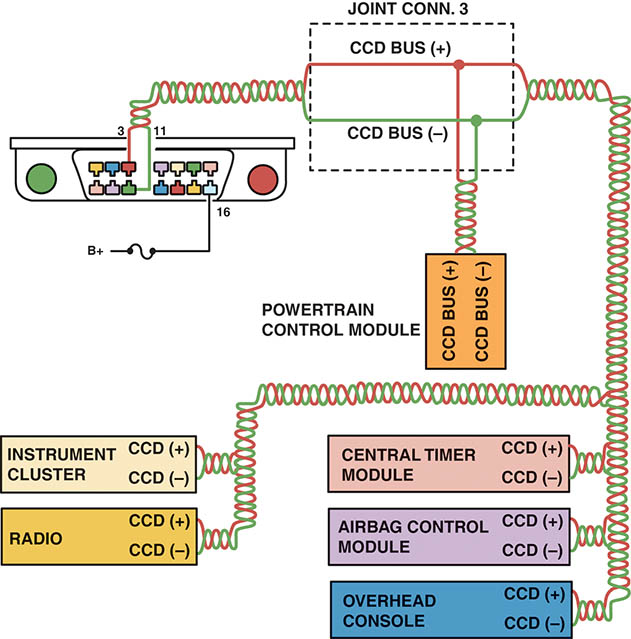 JOINT CONN. 3
CCD BUS (+)
CCD BUS (–)
3
11
16
B+
CCD BUS (+)
CCD BUS (–)
POWERTRAIN
CONTROL MODULE
INSTRUMENT
CLUSTER
CCD (+)
CCD (–)
RADIO
CCD (+)
CCD (–)
CENTRAL TIMER
MODULE
CCD (+)
CCD (–)
AIRBAG CONTROL
MODULE
CCD (+)
CCD (–)
OVERHEAD
CONSOLE
CCD (+)
CCD (–)